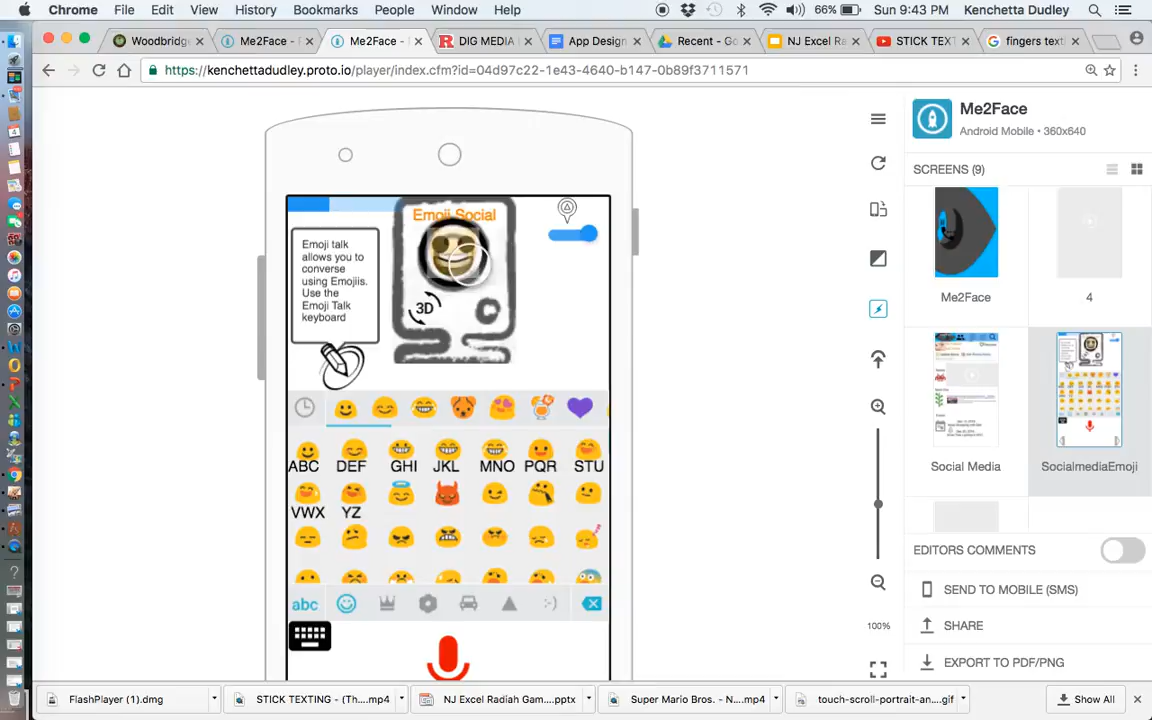 Chrome File Edit View History Bookmarks People Window Help 66% Sun 9:43 PM Kenchetta Dudley
Woodbridge Me2Face - F Me2Face - DIG MEDIA App Design Recent - Go NJ Excel Ra STICK TEXT fingers texti
https://kenchettadudley.proto.io/player/index.cfm?id=04d97c22-1e43-4640-b147-0b89f3711571
Me2Face
Android Mobile • 360x640
SCREENS (9)
Me2Face 4
Social Media SocialmediaEmoji
EDITORS COMMENTS
SEND TO MOBILE (SMS)
SHARE
EXPORT TO PDF/PNG
100%
Emoji Social
Emoji talk
allows you to
converse
using Emojiis.
Use the
Emoji Talk
keyboard
3D
ABC DEF GHI JKL MNO PQR STU
VWX YZ
abc :-)
FlashPlayer (1).dmg STICK TEXTING - (Th....mp4 NJ Excel Radiah Gam....pptx Super Mario Bros. - N....mp4 touch-scroll-portrait-an....gif Show All